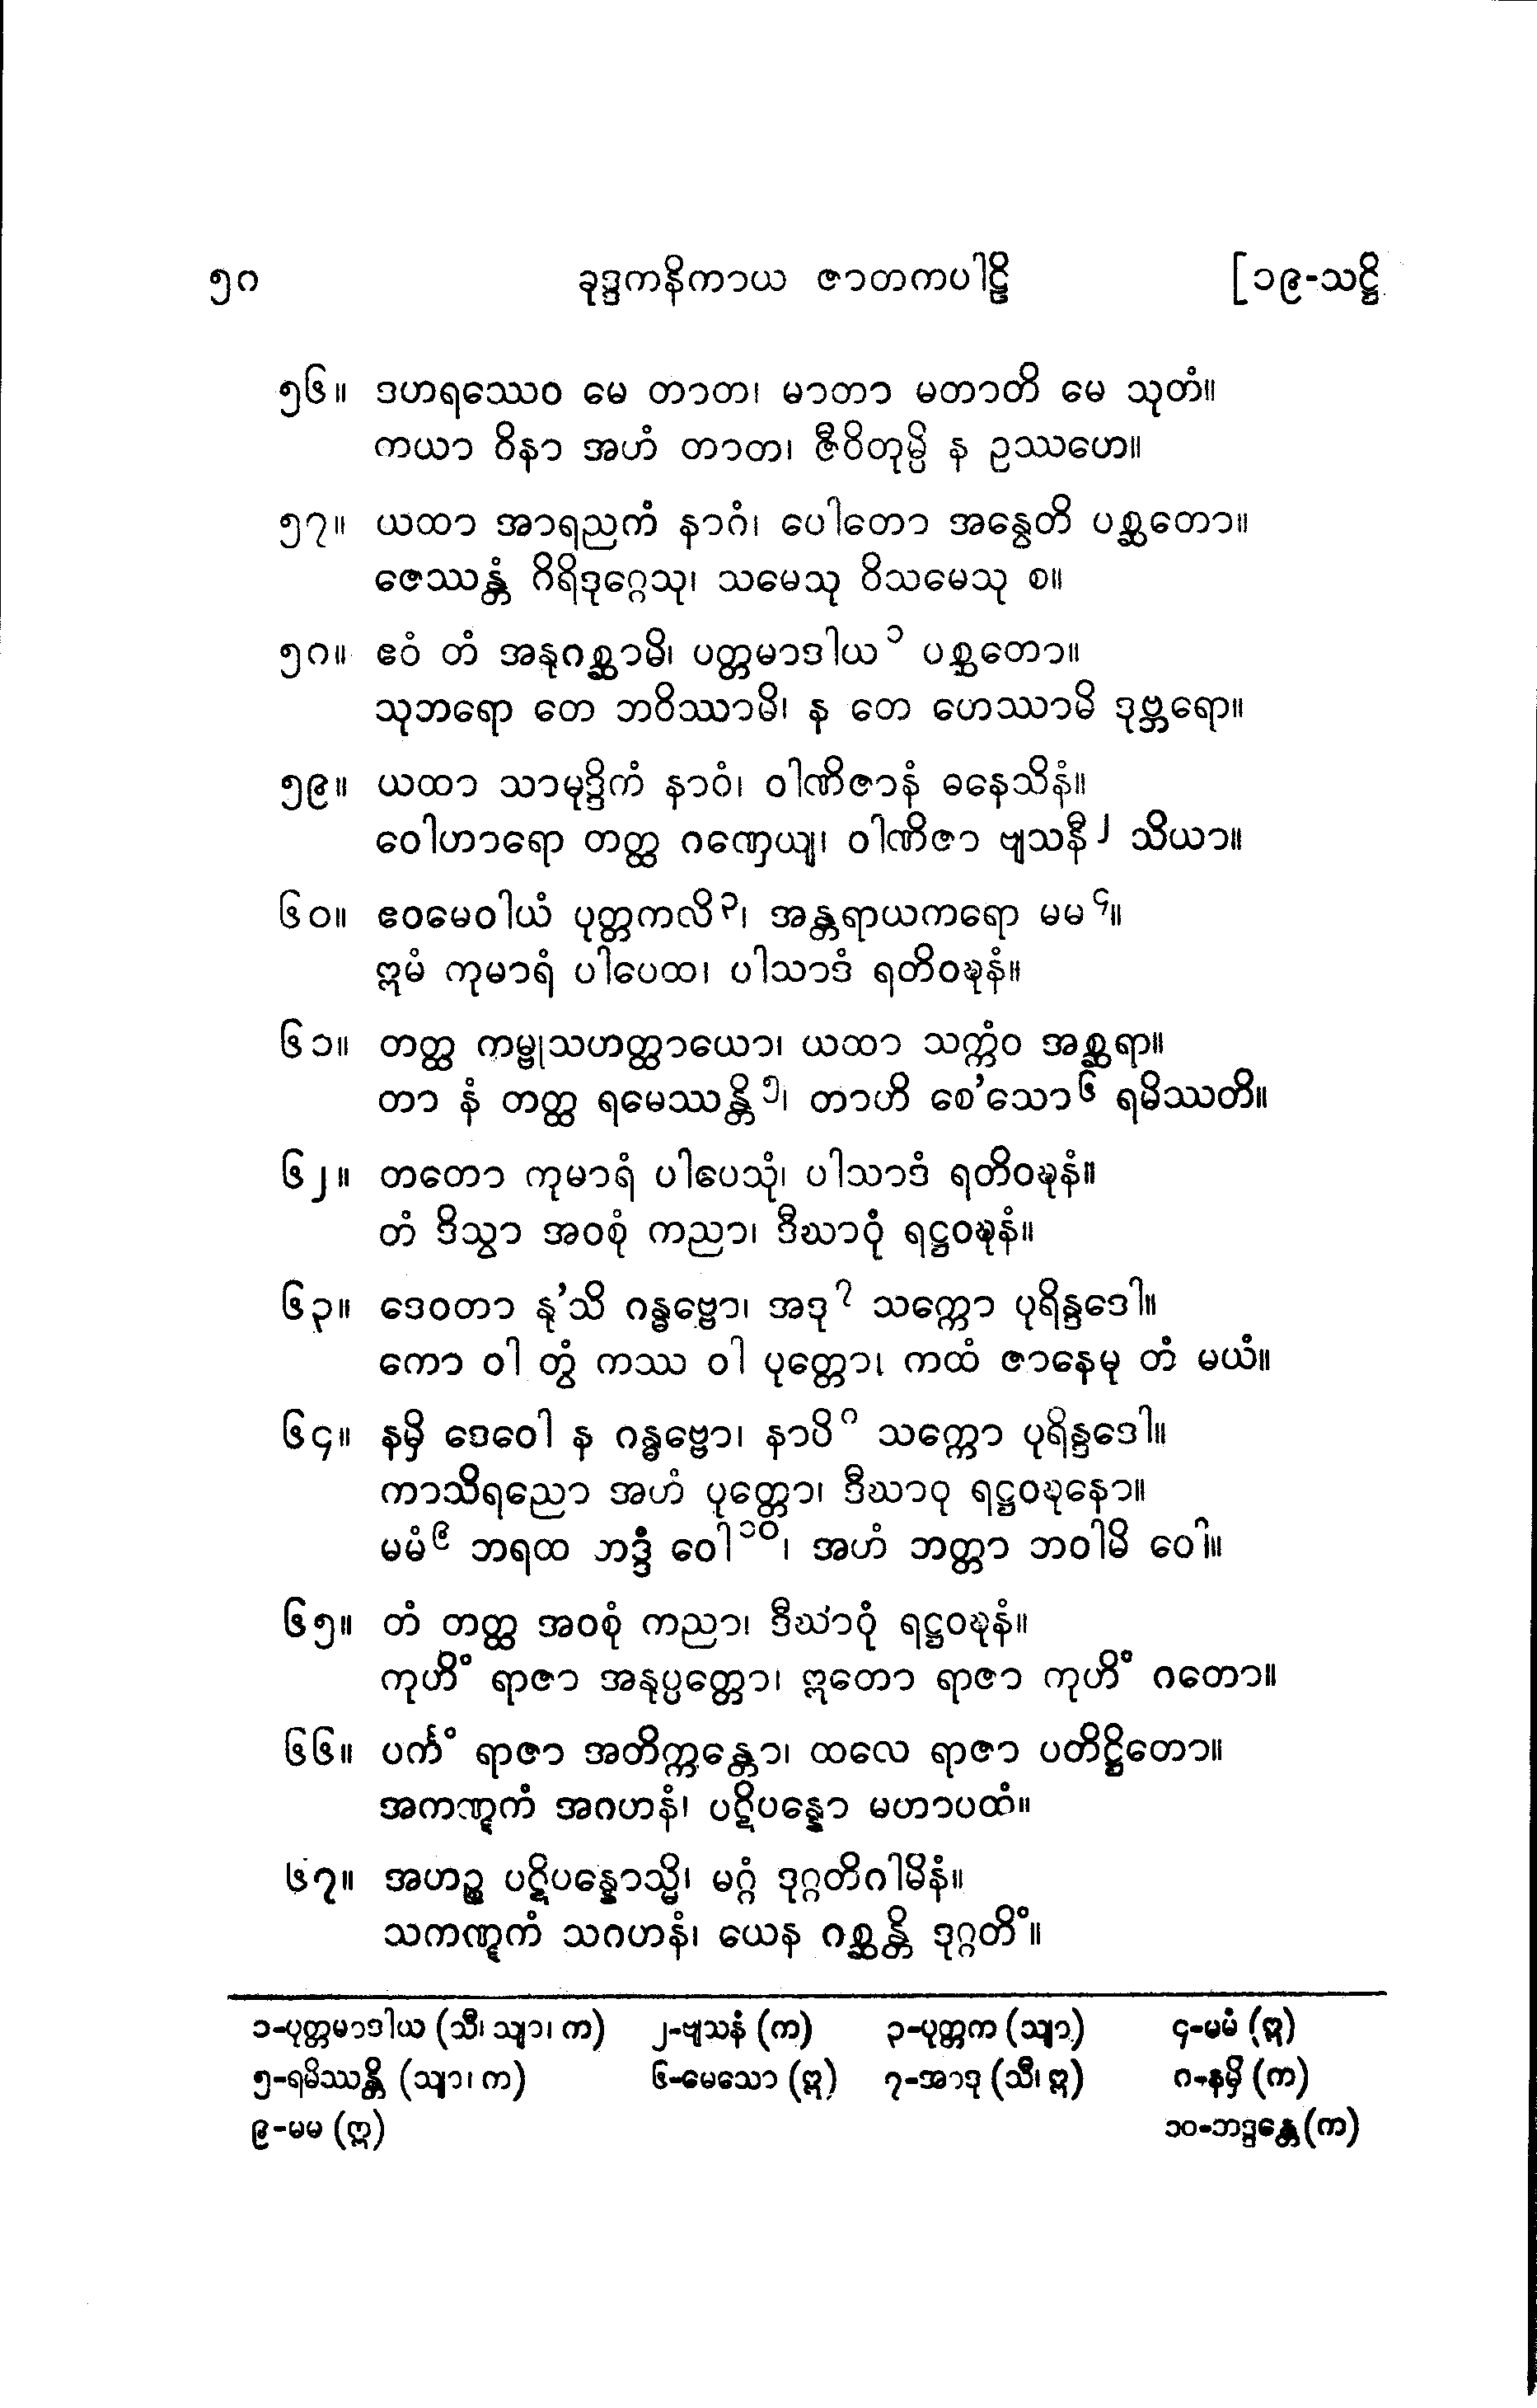 ၅၈ ခုဒ္ဒကနိကာယ ဇာတကပါဠိ [၁၉-သဋ္ဌိ
၅၆။ ဒဟရဿေဝ မေ တာတ၊ မာတာ မတာတိ မေ သုတံ။
ကယာ ဝိနာ အဟံ တာတ၊ ဇီဝိတုမ္ပိ န ဥဿဟေ။
၅၇။ ယထာ အာရညကံ နာဂံ၊ ပေါတော အနွေတိ ပစ္ဆတော။
ဇေဿန္တံ ဂိရိဒုဂ္ဂေသု၊ သမေသု ဝိသမေသု စ။
၅၈။ ဧဝံ တံ အနုဂစ္ဆာမိ၊ ပတ္တမာဒါယ ၁ ပစ္ဆတော။
သုဘရော တေ ဘဝိဿာမိ၊ န တေ ဟေဿာမိ ဒုဗ္ဘရော။
၅၉။ ယထာ သာမုဒ္ဒိကံ နာဝံ၊ ဝါဏိဇာနံ ဓနေသိနံ။
ဝေါဟာရော တတ္ထ ဂဏှေယျ၊ ဝါဏိဇာ ဗျသနီ ၂ သိယာ။
၆၀။ ဧဝမေဝါယံ ပုတ္တကလိ ၃၊ အန္တရာယကရော မမ ၄။
ဣမံ ကုမာရံ ပါပေထ၊ ပါသာဒံ ရတိဝဍ္ဎနံ။
၆၁။ တတ္ထ ကမ္ဗုသဟတ္ထာယော၊ ယထာ သက္ကံဝ အစ္ဆရာ။
တာ နံ တတ္ထ ရမေဿန္တိ ၅၊ တာဟိ စေ’သော ၆ ရမိဿတိ။
၆၂။ တတော ကုမာရံ ပါပေသုံ၊ ပါသာဒံ ရတိဝဍ္ဎနံ။
တံ ဒိသွာ အဝစုံ ကညာ၊ ဒီဃာဝုံ ရဋ္ဌဝဍ္ဎနံ။
၆၃။ ဒေဝတာ နု’သိ ဂန္ဓဗ္ဗော၊ အဒု ၇ သက္ကော ပုရိန္ဒဒေါ။
ကော ဝါ တွံ ကဿ ဝါ ပုတ္တော၊ ကထံ ဇာနေမု တံ မယံ။
၆၄။ နမှိ ဒေဝေါ န ဂန္ဓဗ္ဗော၊ နာပိ ၈ သက္ကော ပုရိန္ဒဒေါ။
ကာသိရညော အဟံ ပုတ္တော၊ ဒီဃာဝု ရဋ္ဌဝဍ္ဎနော။
မမံ ၉ ဘရထ ဘဒ္ဒံ ဝေါ ၁၀၊ အဟံ ဘတ္တာ ဘဝါမိ ဝေါ။
၆၅။ တံ တတ္ထ အဝစုံ ကညာ၊ ဒီဃာဝုံ ရဋ္ဌဝဍ္ဎနံ။
ကုဟိံ ရာဇာ အနုပ္ပတ္တော၊ ဣတော ရာဇာ ကုဟိံ ဂတော။
၆၆။ ပင်္ကံ ရာဇာ အတိက္ကန္တော၊ ထလေ ရာဇာ ပတိဋ္ဌိတော။
အကဏ္ဋကံ အဂဟနံ၊ ပဋိပန္နော မဟာပထံ။
၆၇။ အဟဉ္စ ပဋိပန္နောသ္မိ၊ မဂ္ဂံ ဒုဂ္ဂတိဂါမိနံ။
သကဏ္ဋကံ သဂဟနံ၊ ယေန ဂစ္ဆန္တိ ဒုဂ္ဂတိံ။
၁-ပုတ္တမာဒါယ (သီ၊ သျာ၊ က) ၂-ဗျသနံ (က) ၃-ပုတ္တက (သျာ) ၄-မမံ (ဣ)
၅-ရမိဿန္တိ (သျာ၊ က) ၆-မေသော (ဣ) ၇-အာဒု (သီ၊ ဣ) ၈-နမှိ (က)
၉-မမ (ဣ) ၁၀-ဘဒ္ဒန္တေ (က)